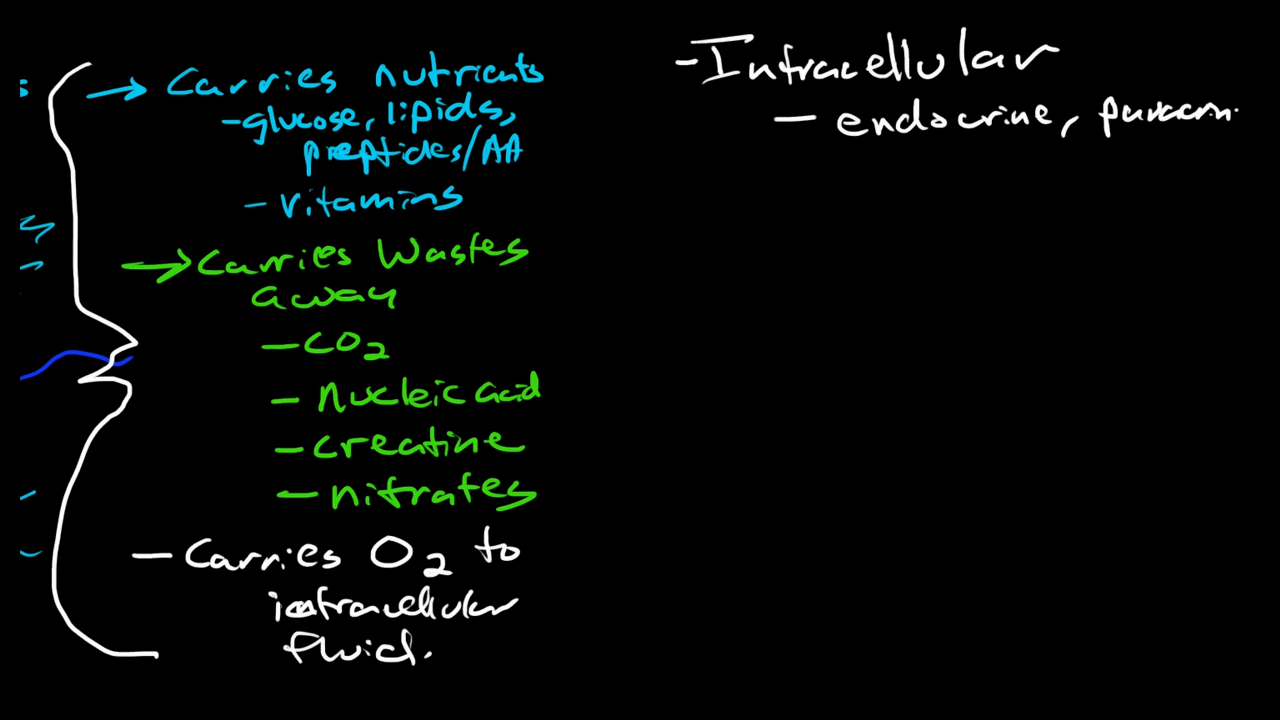 → Carries nutrients
-glucose, lipids,
peptides/AA
- vitamins
→ Carries Wastes
away
- CO2
- nucleic acid
- creatine
- nitrates
- Carries O2 to
intracellular
fluid.
- Intracellular
- endocrine,